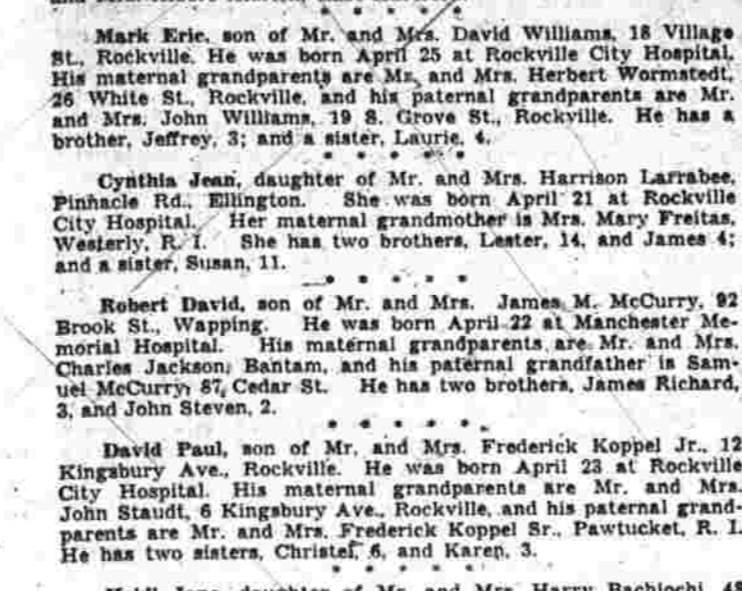 * * * * *
Mark Eric, son of Mr. and Mrs. David Williams, 18 Village
St., Rockville. He was born April 25 at Rockville City Hospital.
His maternal grandparents are Mr. and Mrs. Herbert Wormstedt,
26 White St., Rockville, and his paternal grandparents are Mr.
and Mrs. John Williams, 19 S. Grove St., Rockville. He has a
brother, Jeffrey, 3; and a sister, Laurie, 4.
* * * * *
Cynthia Jean, daughter of Mr. and Mrs. Harrison Larrabee,
Pinnacle Rd., Ellington. She was born April 21 at Rockville
City Hospital. Her maternal grandmother is Mrs. Mary Freitas,
Westerly, R. I. She has two brothers, Lester, 14, and James 4;
and a sister, Susan, 11.
* * * * *
Robert David, son of Mr. and Mrs. James M. McCurry, 92
Brook St., Wapping. He was born April 22 at Manchester Me-
morial Hospital. His maternal grandparents are Mr. and Mrs.
Charles Jackson, Bantam, and his paternal grandfather is Sam-
uel McCurry, 87 Cedar St. He has two brothers, James Richard,
3, and John Steven, 2.
* * * * *
David Paul, son of Mr. and Mrs. Frederick Koppel Jr., 12
Kingsbury Ave., Rockville. He was born April 23 at Rockville
City Hospital. His maternal grandparents are Mr. and Mrs.
John Staudt, 6 Kingsbury Ave., Rockville, and his paternal grand-
parents are Mr. and Mrs. Frederick Koppel Sr., Pawtucket, R. I.
He has two sisters, Christel, 6, and Karen, 3.
* * * * *
daughter of Mr. and Mrs. Harry Bachiochi, 48